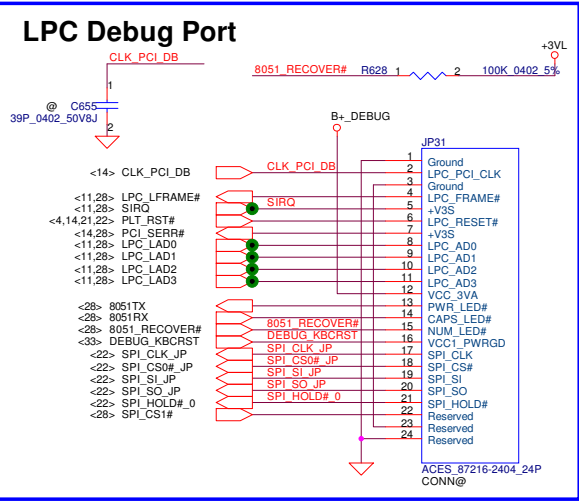 LPC Debug Port
CLK_PCI_DB
+3VL
8051_RECOVER# R628 1 2 100K_0402_5%
1
@ C655
39P_0402_50V8J
2
B+_DEBUG
JP31
1 Ground
<14> CLK_PCI_DB CLK_PCI_DB 2 LPC_PCI_CLK
3 Ground
<11,28> LPC_LFRAME# 4 LPC_FRAME#
<11,28> SIRQ SIRQ 5 +V3S
<4,14,21,22> PLT_RST# 6 LPC_RESET#
<14,28> PCI_SERR# 7 +V3S
<11,28> LPC_LAD0 8 LPC_AD0
<11,28> LPC_LAD1 9 LPC_AD1
<11,28> LPC_LAD2 10 LPC_AD2
<11,28> LPC_LAD3 11 LPC_AD3
12 VCC_3VA
<28> 8051TX 13 PWR_LED#
<28> 8051RX 14 CAPS_LED#
<28> 8051_RECOVER# 8051_RECOVER# 15 NUM_LED#
<33> DEBUG_KBCRST DEBUG_KBCRST 16 VCC1_PWRGD
<22> SPI_CLK_JP SPI_CLK_JP 17 SPI_CLK
<22> SPI_CS0#_JP SPI_CS0#_JP 18 SPI_CS#
<22> SPI_SI_JP SPI_SI_JP 19 SPI_SI
<22> SPI_SO_JP SPI_SO_JP 20 SPI_SO
<22> SPI_HOLD#_0 SPI_HOLD#_0 21 SPI_HOLD#
<28> SPI_CS1# 22 Reserved
23 Reserved
24 Reserved
ACES_87216-2404_24P
CONN@